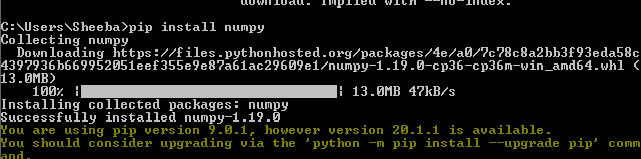 download. Implied with --no-index.
C:\Users\Sheeba>pip install numpy
Collecting numpy
Downloading https://files.pythonhosted.org/packages/4e/a0/7c78c8a2bb3f93eda58c
4397936b669952051eef355e9e87a61ac29609e1/numpy-1.19.0-cp36-cp36m-win_amd64.whl (
13.0MB)
100% |████████████████████████████████| 13.0MB 47kB/s
Installing collected packages: numpy
Successfully installed numpy-1.19.0
You are using pip version 9.0.1, however version 20.1.1 is available.
You should consider upgrading via the 'python -m pip install --upgrade pip' comm
and.